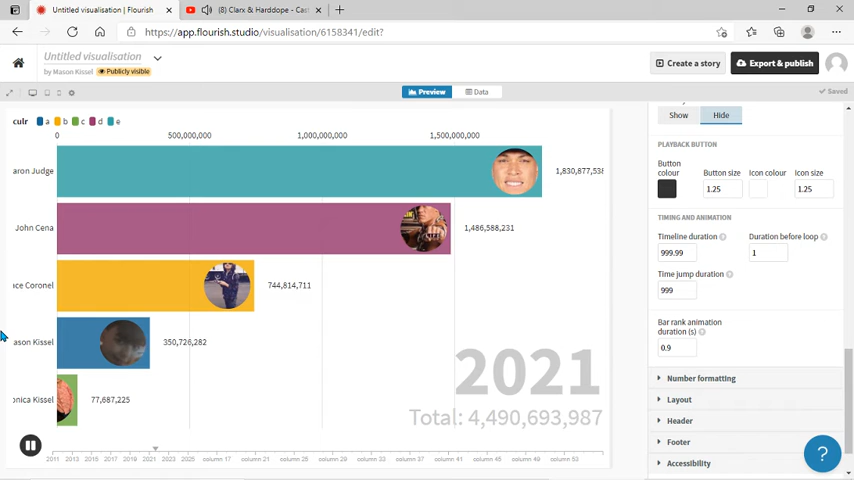 Untitled visualisation | Flourish
(8) Clarx & Harddope - Cas
https://app.flourish.studio/visualisation/6158341/edit?
Untitled visualisation
by Mason Kissel
Publicly visible
Create a story
Export & publish
Preview
Data
Saved
culr a b c d e
0 500,000,000 1,000,000,000 1,500,000,000
aron Judge 1,830,877,538
John Cena 1,486,588,231
ce Coronel 744,814,711
ason Kissel 350,726,282
onica Kissel 77,687,225
2021
Total: 4,490,693,987
2011 2013 2015 2017 2019 2021 2023 2025 column 17 column 21 column 25 column 29 column 33 column 37 column 41 column 45 column 49 column 53
Show Hide
PLAYBACK BUTTON
Button colour
Button size
Icon colour
Icon size
1.25
1.25
TIMING AND ANIMATION
Timeline duration
Duration before loop
999.99
1
Time jump duration
999
Bar rank animation
duration (s)
0.9
Number formatting
Layout
Header
Footer
Accessibility
?